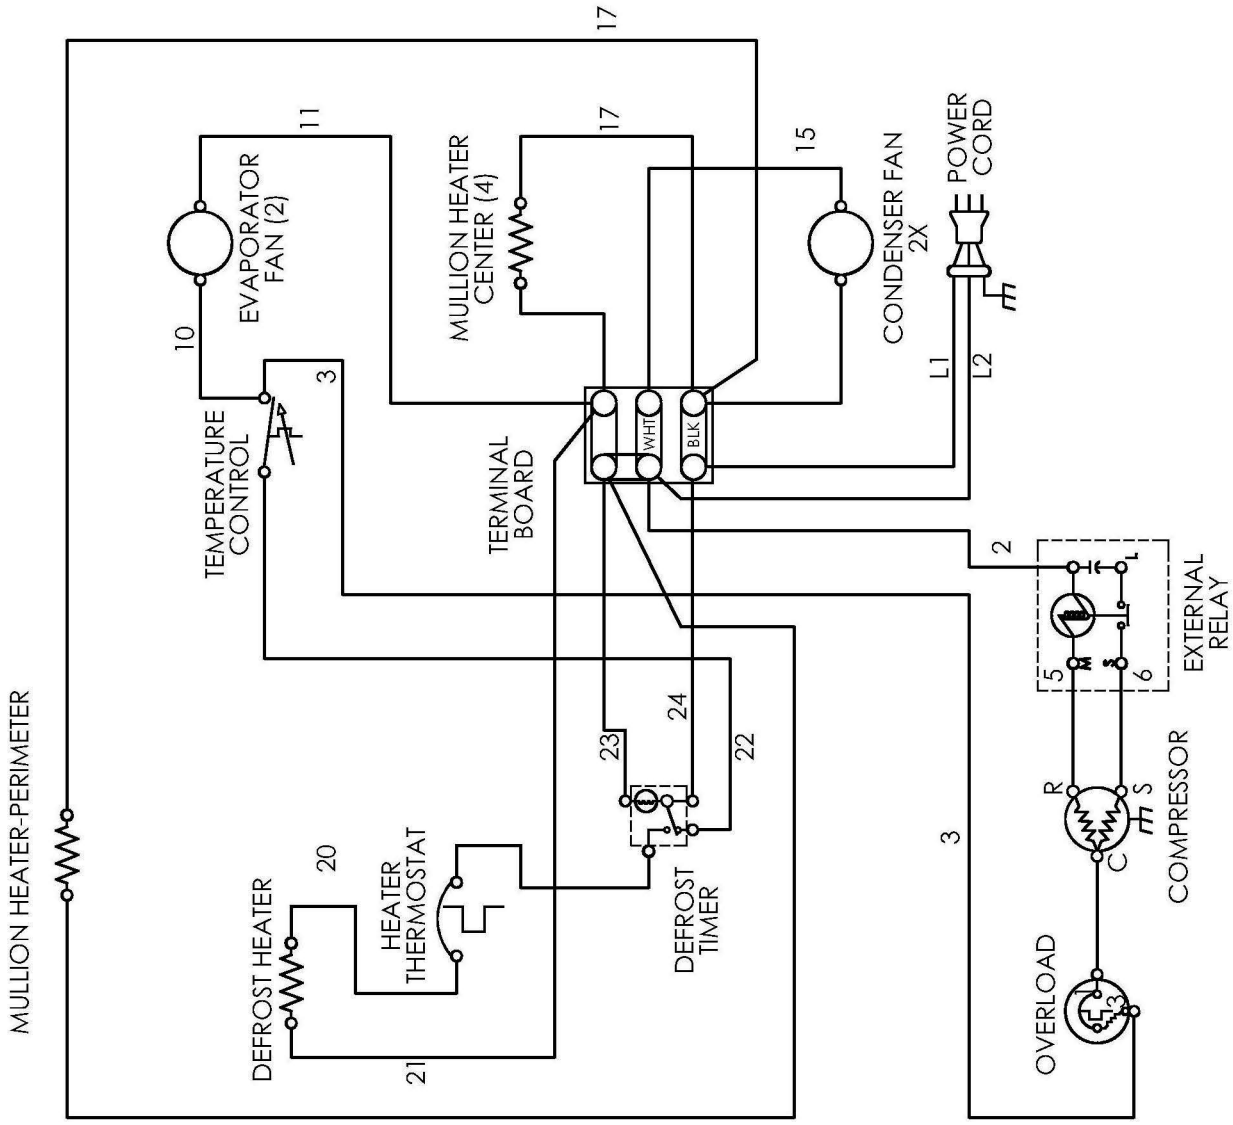 MULLION HEATER-PERIMETER
17
11
EVAPORATOR
FAN (2)
10
TEMPERATURE
CONTROL
3
MULLION HEATER
CENTER (4)
17
15
CONDENSER FAN
2X
POWER
CORD
L1
L2
TERMINAL
BOARD
WHT
BLK
2
EXTERNAL
RELAY
L
M
S
5
6
23
24
22
DEFROST
TIMER
20
HEATER
THERMOSTAT
DEFROST HEATER
21
3
R
S
C
COMPRESSOR
OVERLOAD
1
3